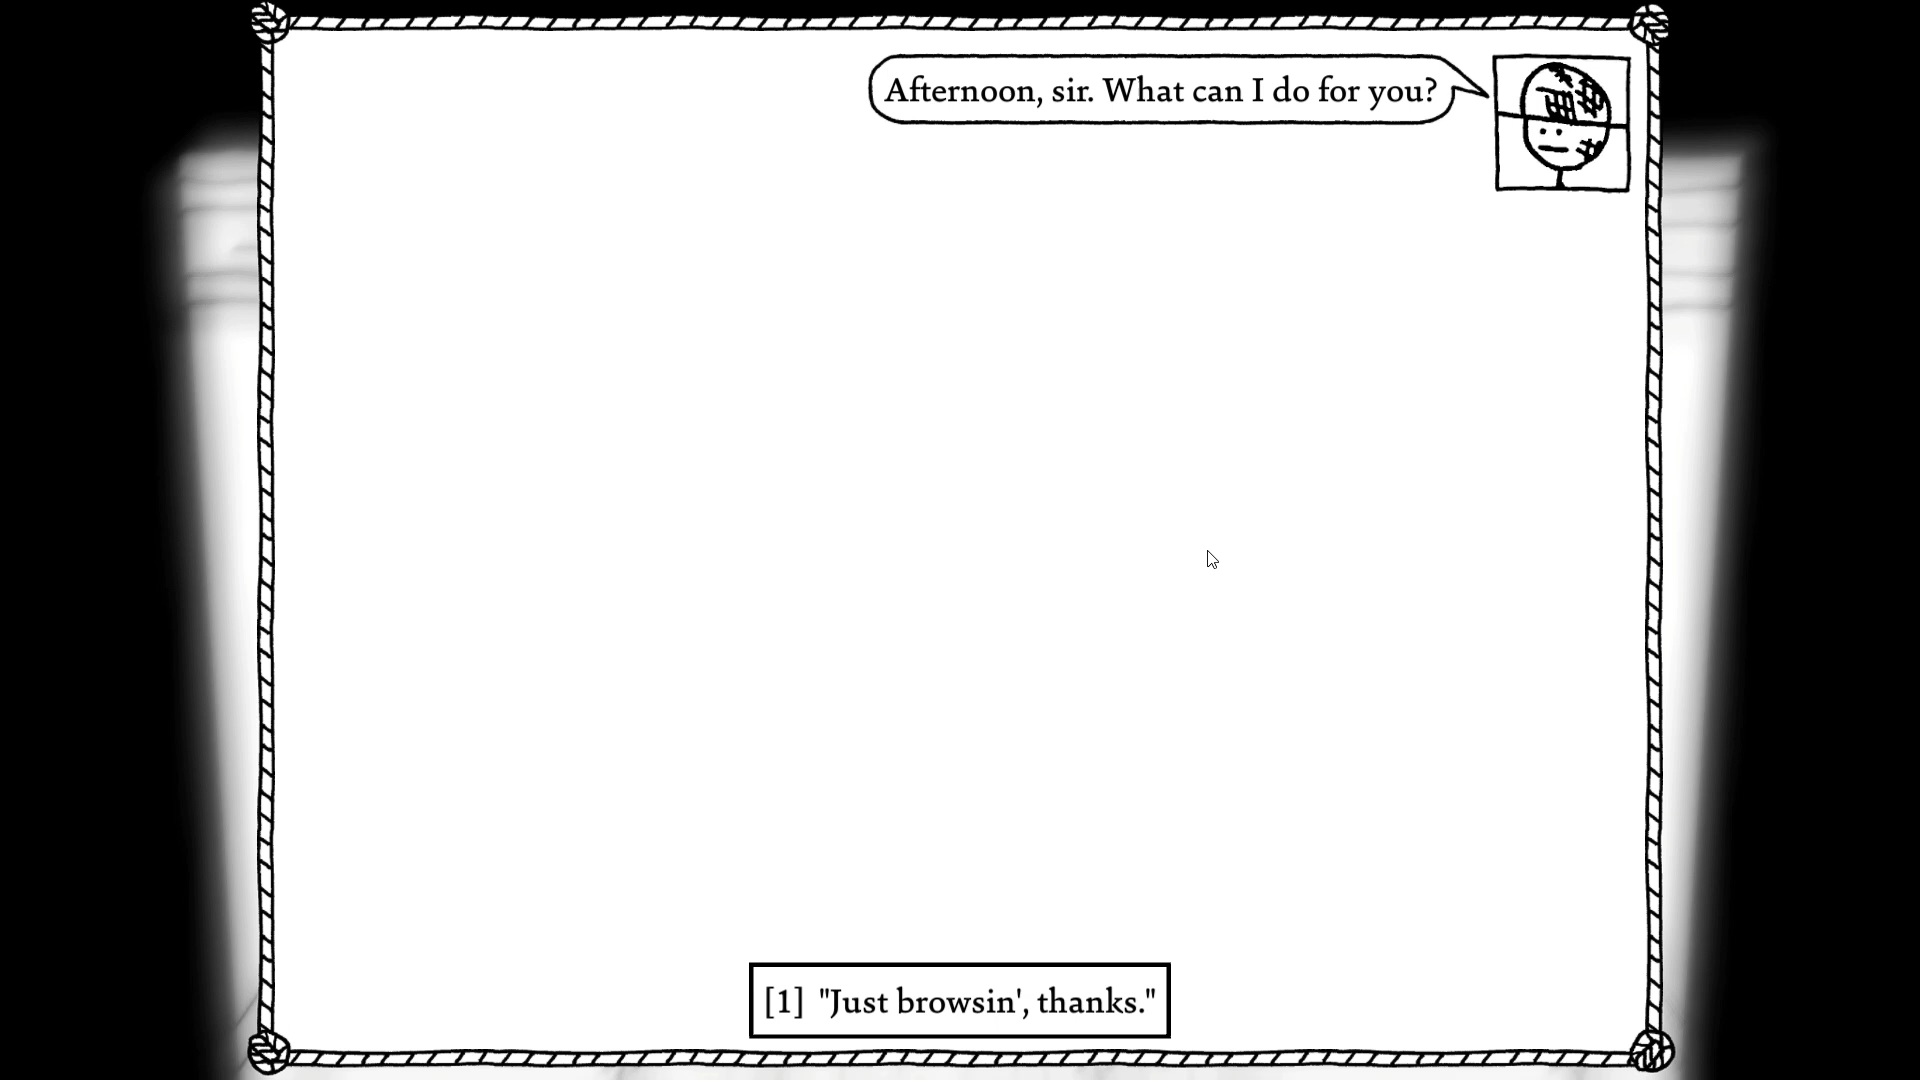 Afternoon, sir. What can I do for you?
[1] "Just browsin', thanks."